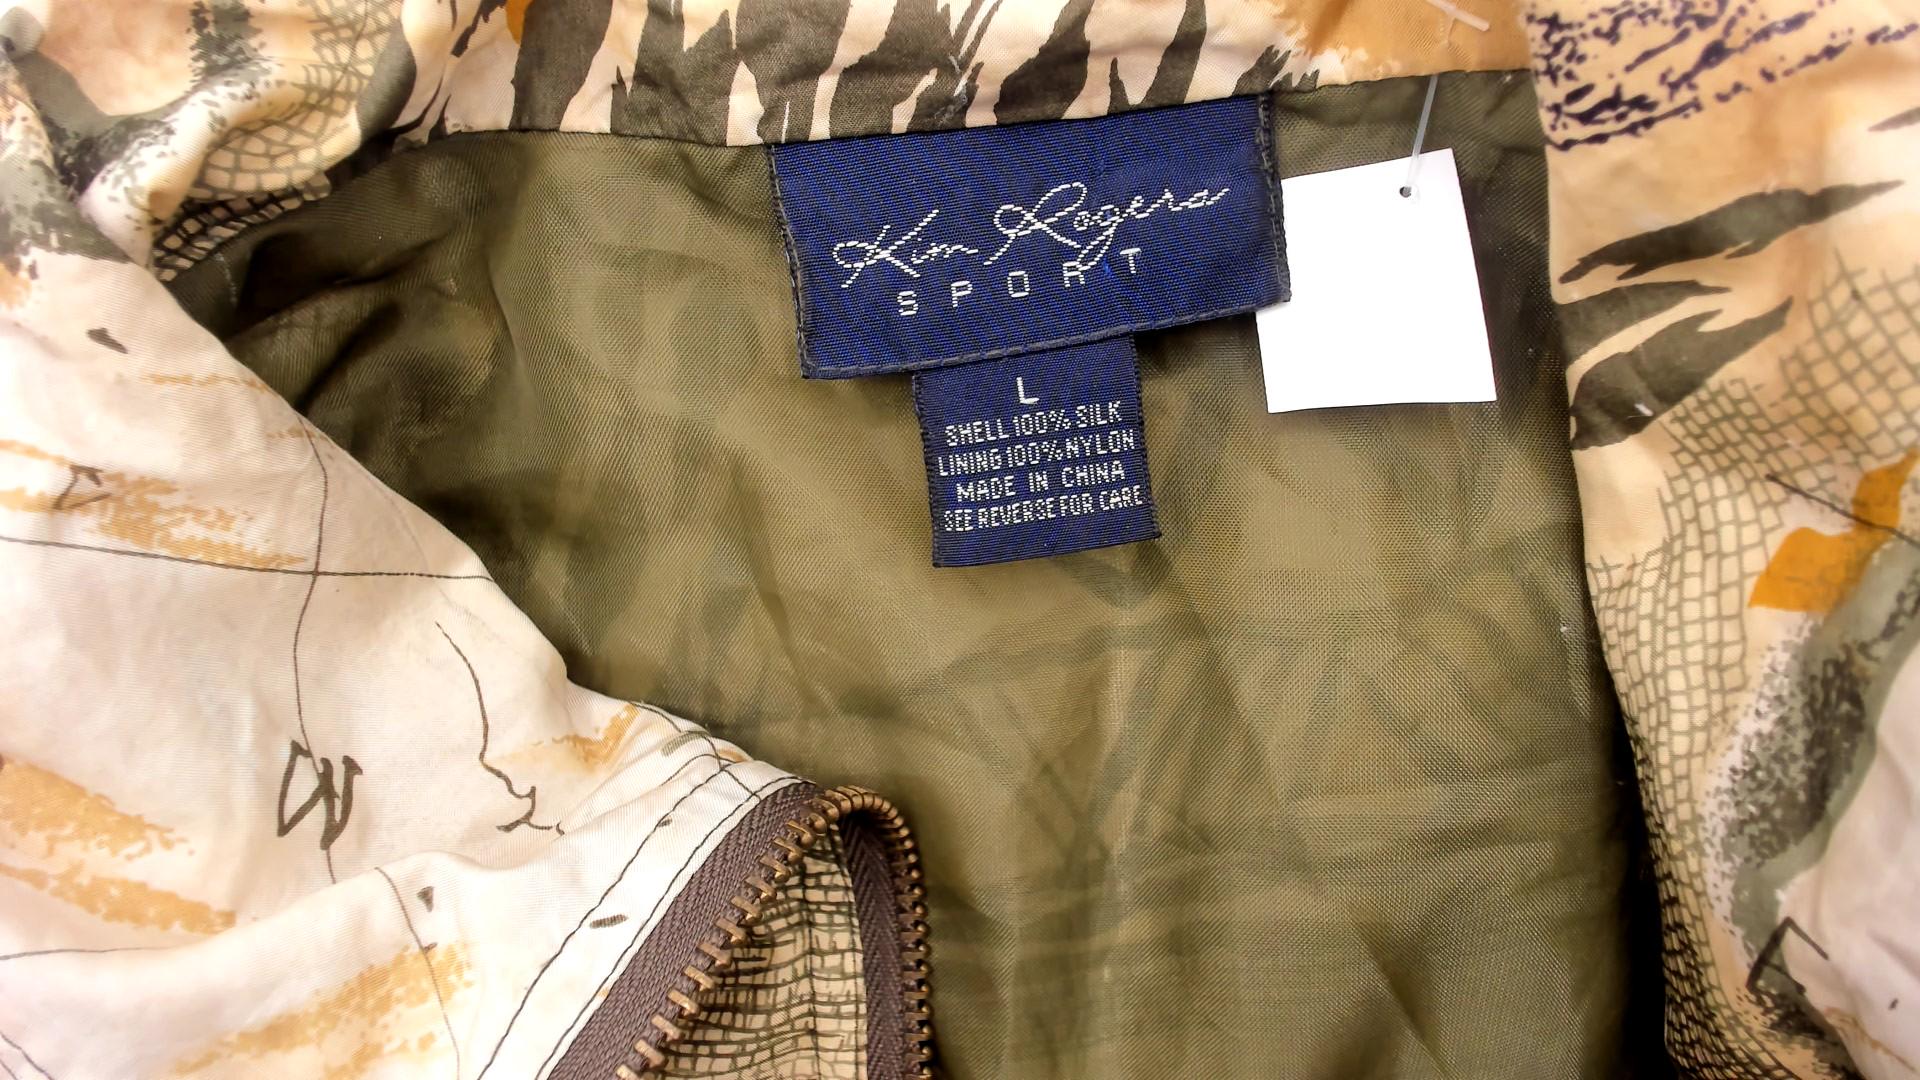 Kim Rogers
SPORT
L
SHELL 100% SILK
LINING 100% NYLON
MADE IN CHINA
SEE REVERSE FOR CARE